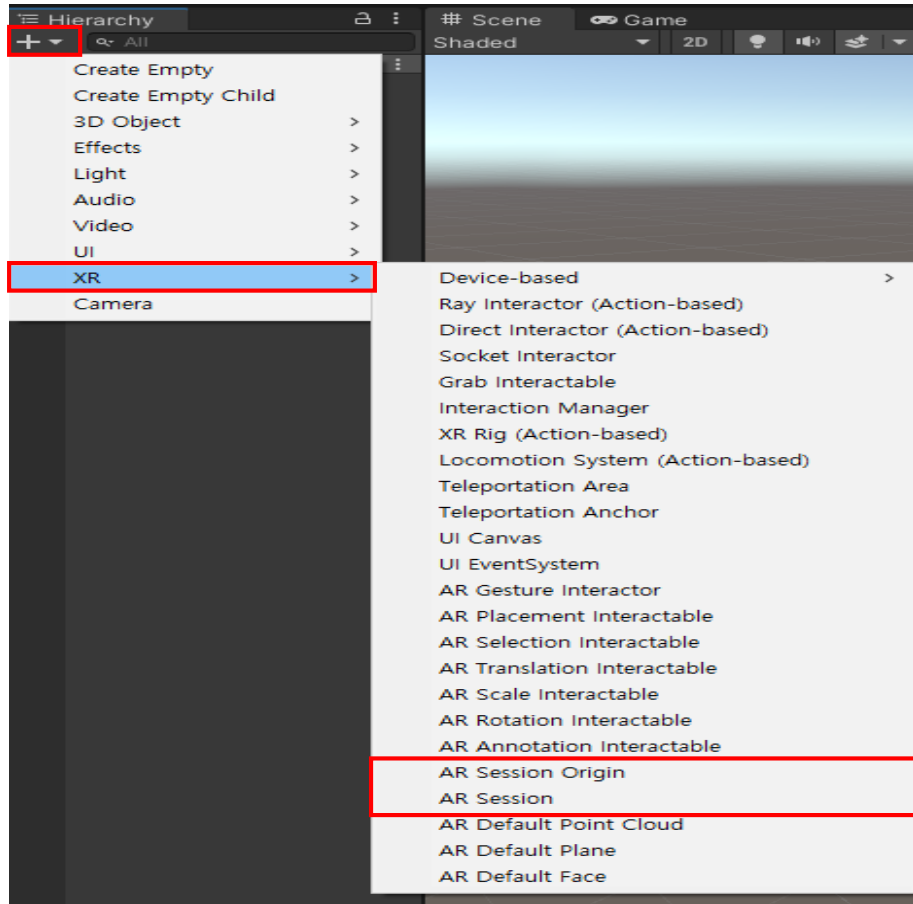 Hierarchy
Scene
Game
All
Shaded
2D
Create Empty
Create Empty Child
3D Object
Effects
Light
Audio
Video
UI
XR
Camera
Device-based
Ray Interactor (Action-based)
Direct Interactor (Action-based)
Socket Interactor
Grab Interactable
Interaction Manager
XR Rig (Action-based)
Locomotion System (Action-based)
Teleportation Area
Teleportation Anchor
UI Canvas
UI EventSystem
AR Gesture Interactor
AR Placement Interactable
AR Selection Interactable
AR Translation Interactable
AR Scale Interactable
AR Rotation Interactable
AR Annotation Interactable
AR Session Origin
AR Session
AR Default Point Cloud
AR Default Plane
AR Default Face